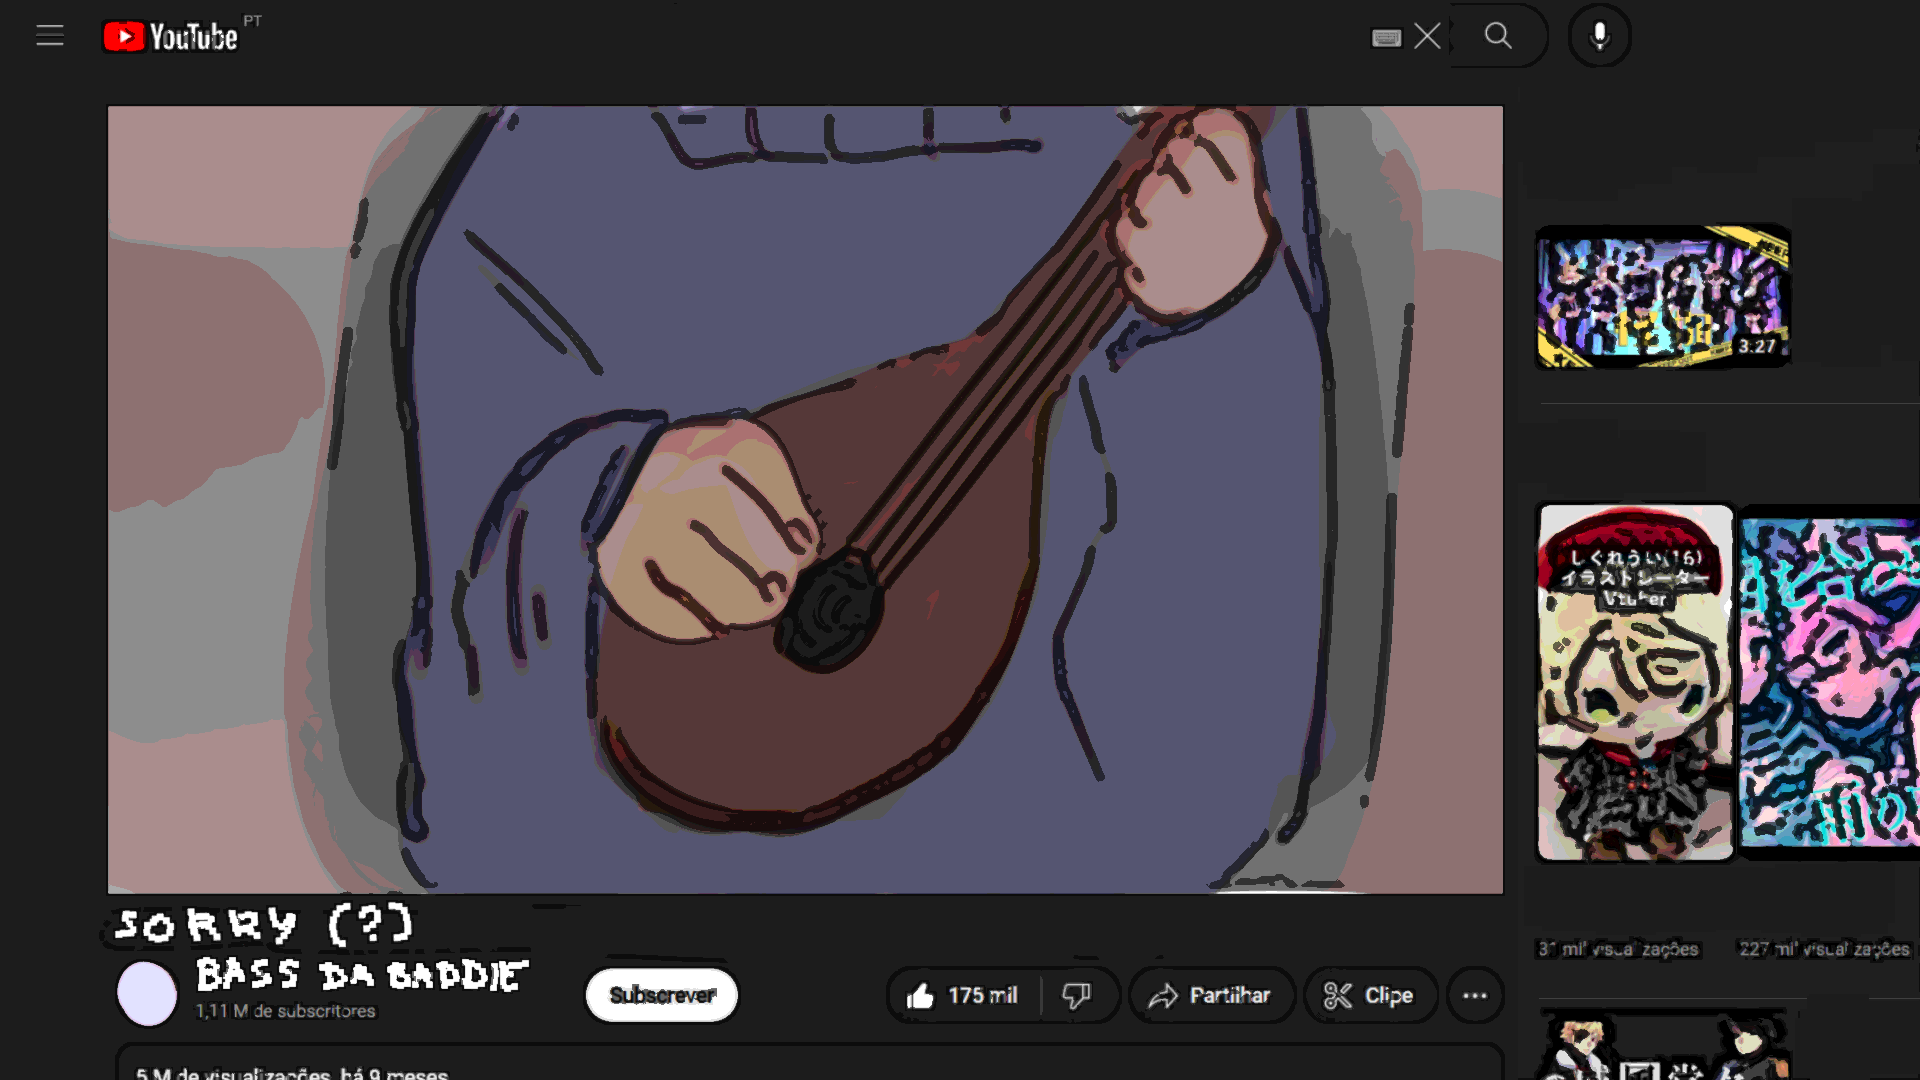 YouTube PT
SORRY (?)
BASS DA BADDIE
1,11 M de subscritores
Subscrever
175 mil
Partilhar
Clipe
5 M de visualizações há 9 meses
3:27
しぐれうい(16)
イラストレーター
Vtuber
31 mil visualizações
227 mil visualizações